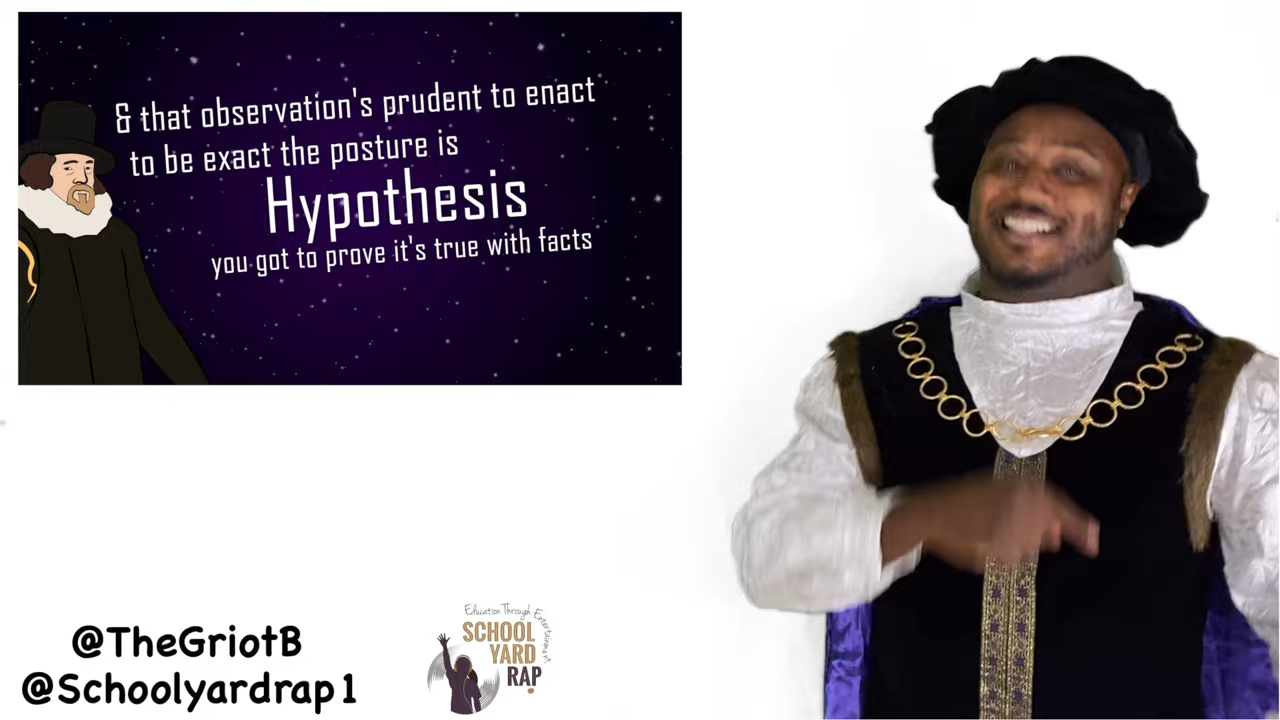 & that observation's prudent to enact
to be exact the posture is
Hypothesis
you got to prove it's true with facts
@TheGriotB
@Schoolyardrap1
Education Through Entertainment
SCHOOL
YARD
RAP